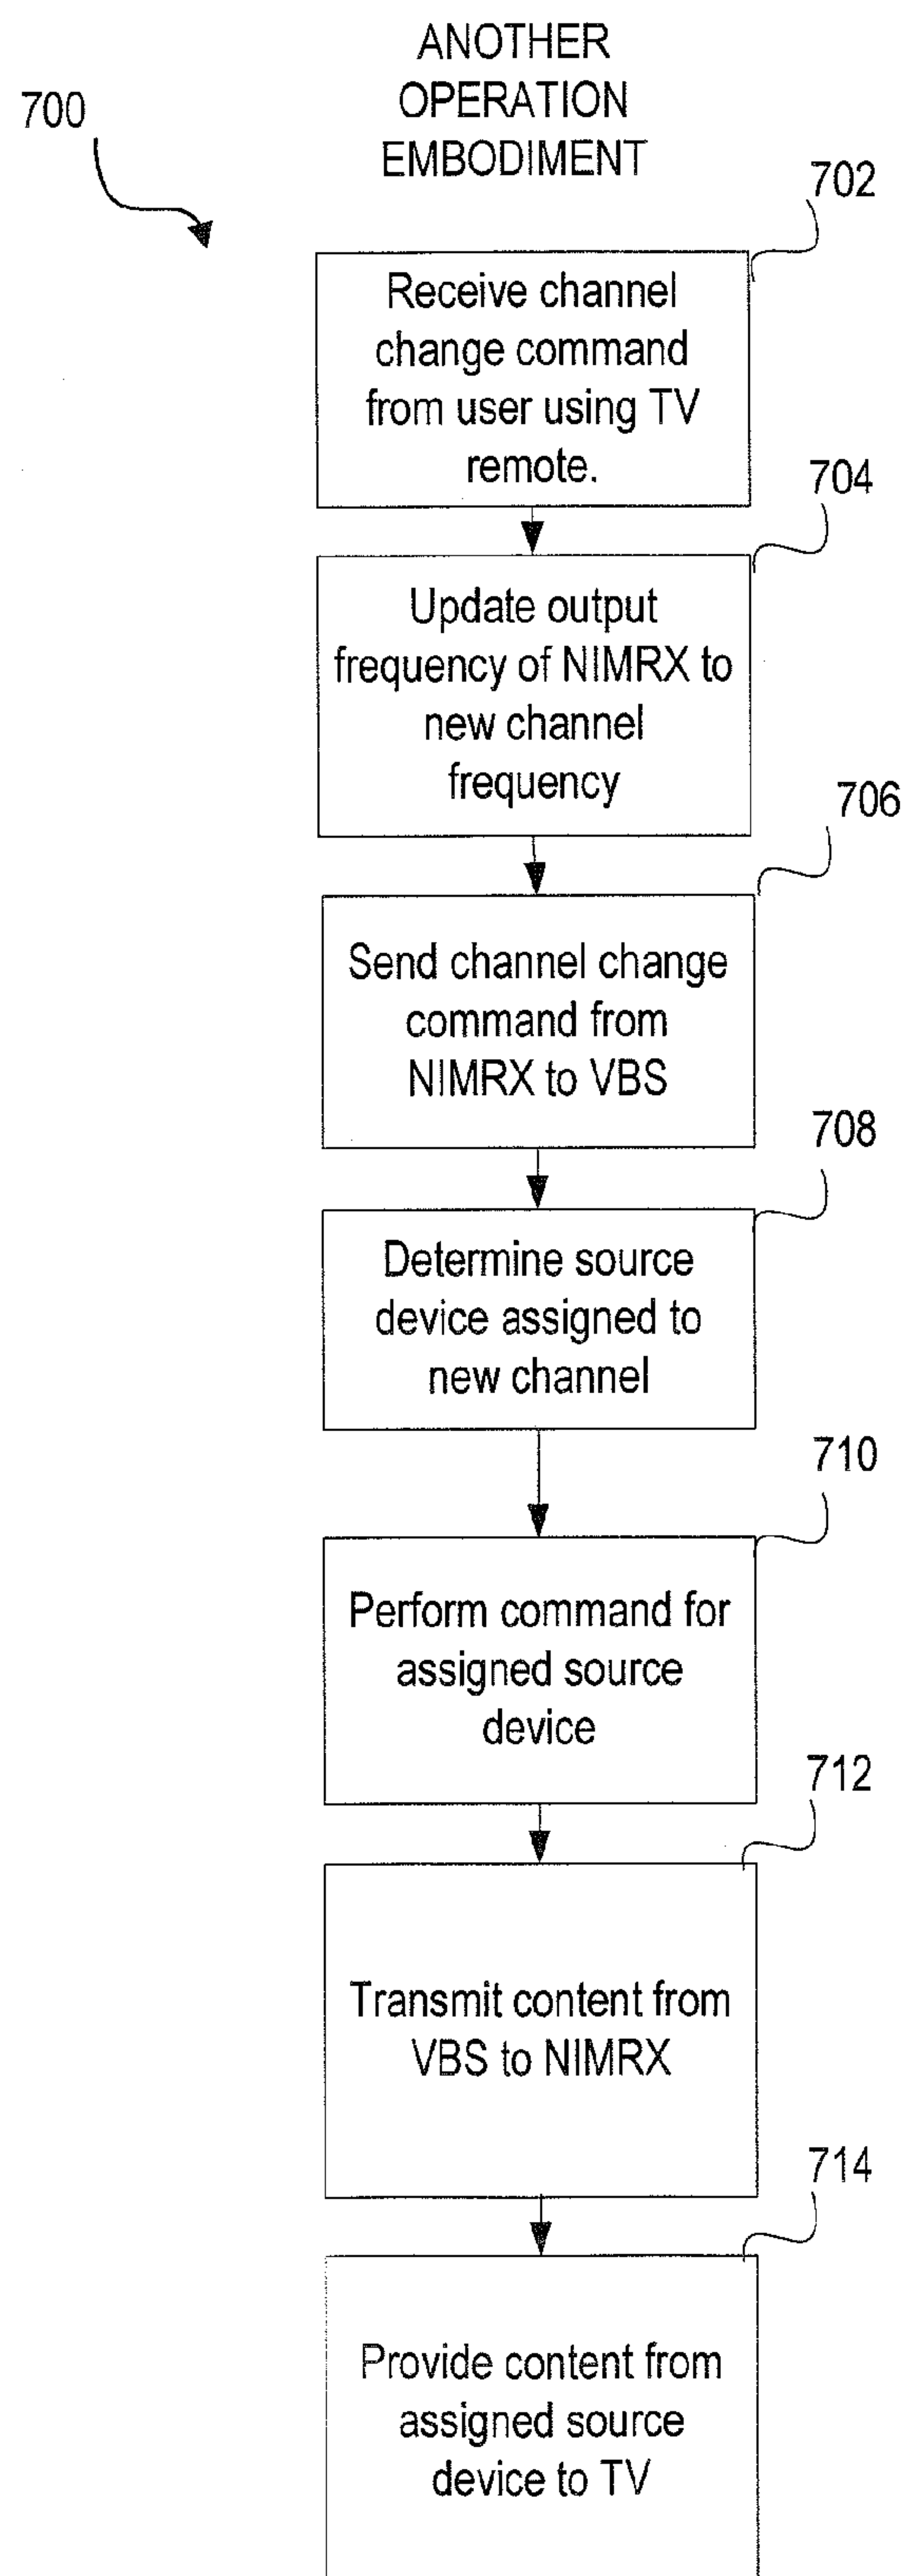 ANOTHER
OPERATION
EMBODIMENT
700
702
Receive channel
change command
from user using TV
remote.
704
Update output
frequency of NIMRX to
new channel
frequency
706
Send channel change
command from
NIMRX to VBS
708
Determine source
device assigned to
new channel
710
Perform command for
assigned source
device
712
Transmit content from
VBS to NIMRX
714
Provide content from
assigned source
device to TV